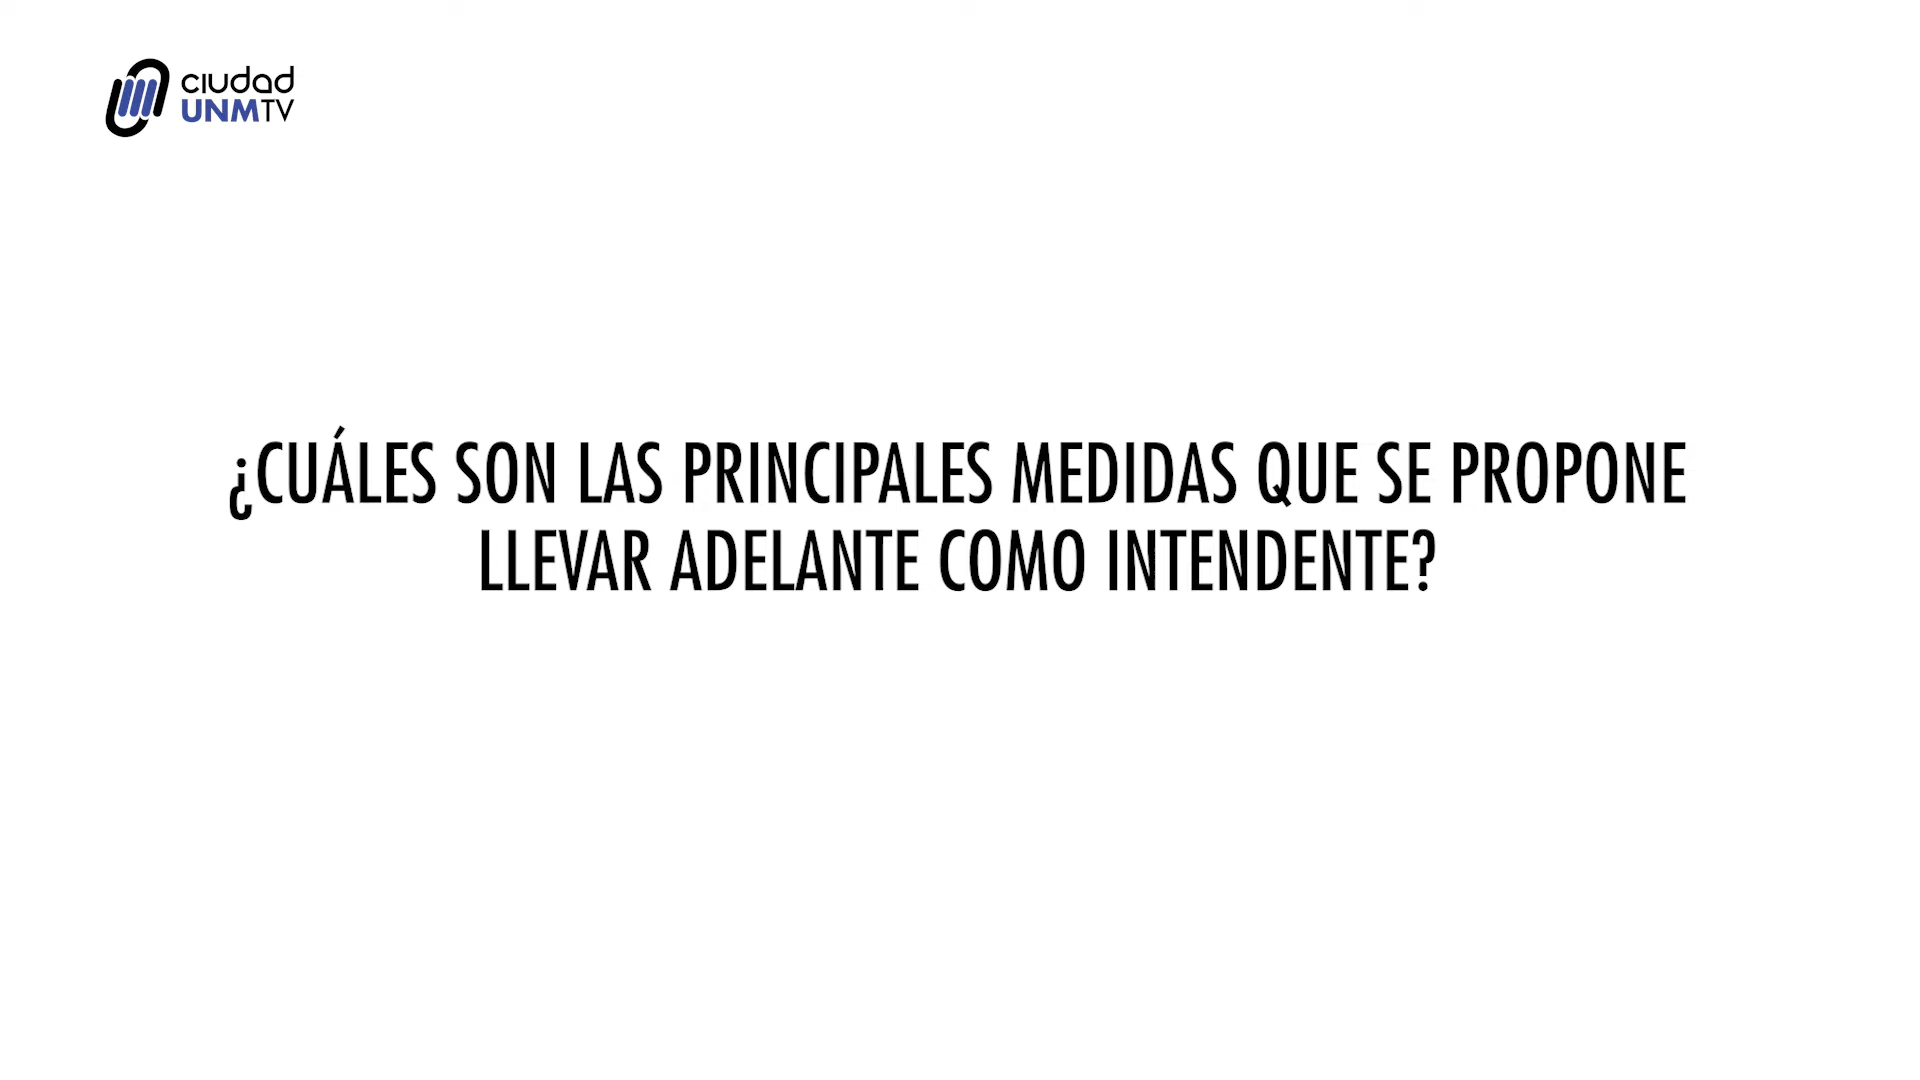 ciudad
UNMTV
¿CUÁLES SON LAS PRINCIPALES MEDIDAS QUE SE PROPONE
LLEVAR ADELANTE COMO INTENDENTE?